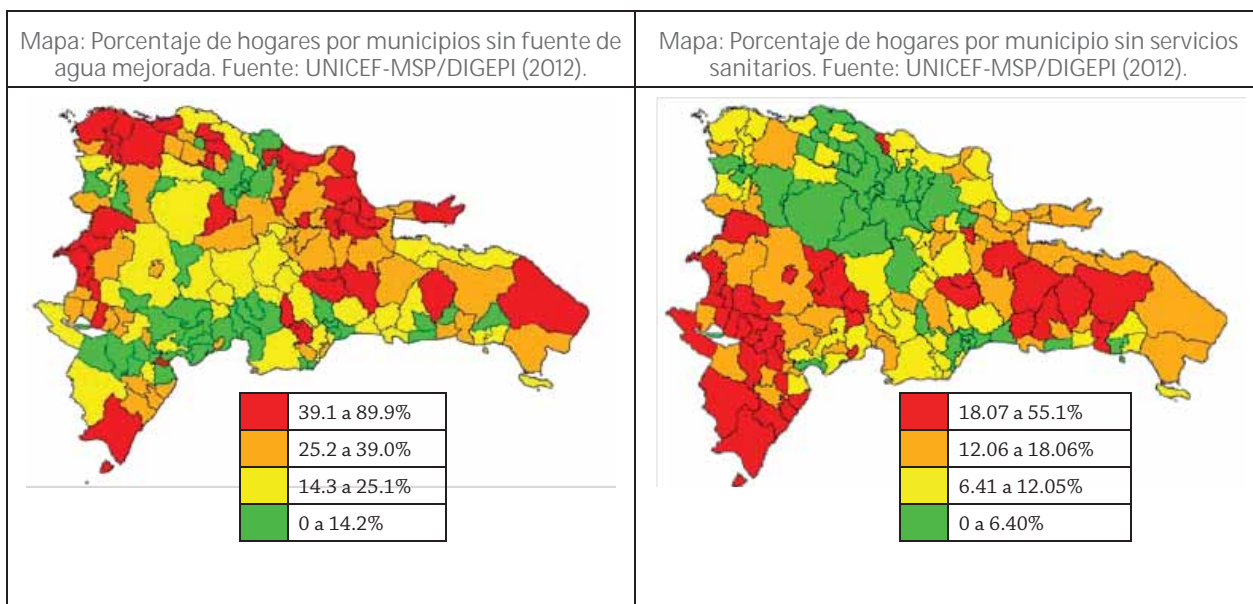 Mapa: Porcentaje de hogares por municipios sin fuente de
agua mejorada. Fuente: UNICEF-MSP/DIGEPI (2012).
Mapa: Porcentaje de hogares por municipio sin servicios
sanitarios. Fuente: UNICEF-MSP/DIGEPI (2012).
39.1 a 89.9%
25.2 a 39.0%
14.3 a 25.1%
0 a 14.2%
18.07 a 55.1%
12.06 a 18.06%
6.41 a 12.05%
0 a 6.40%